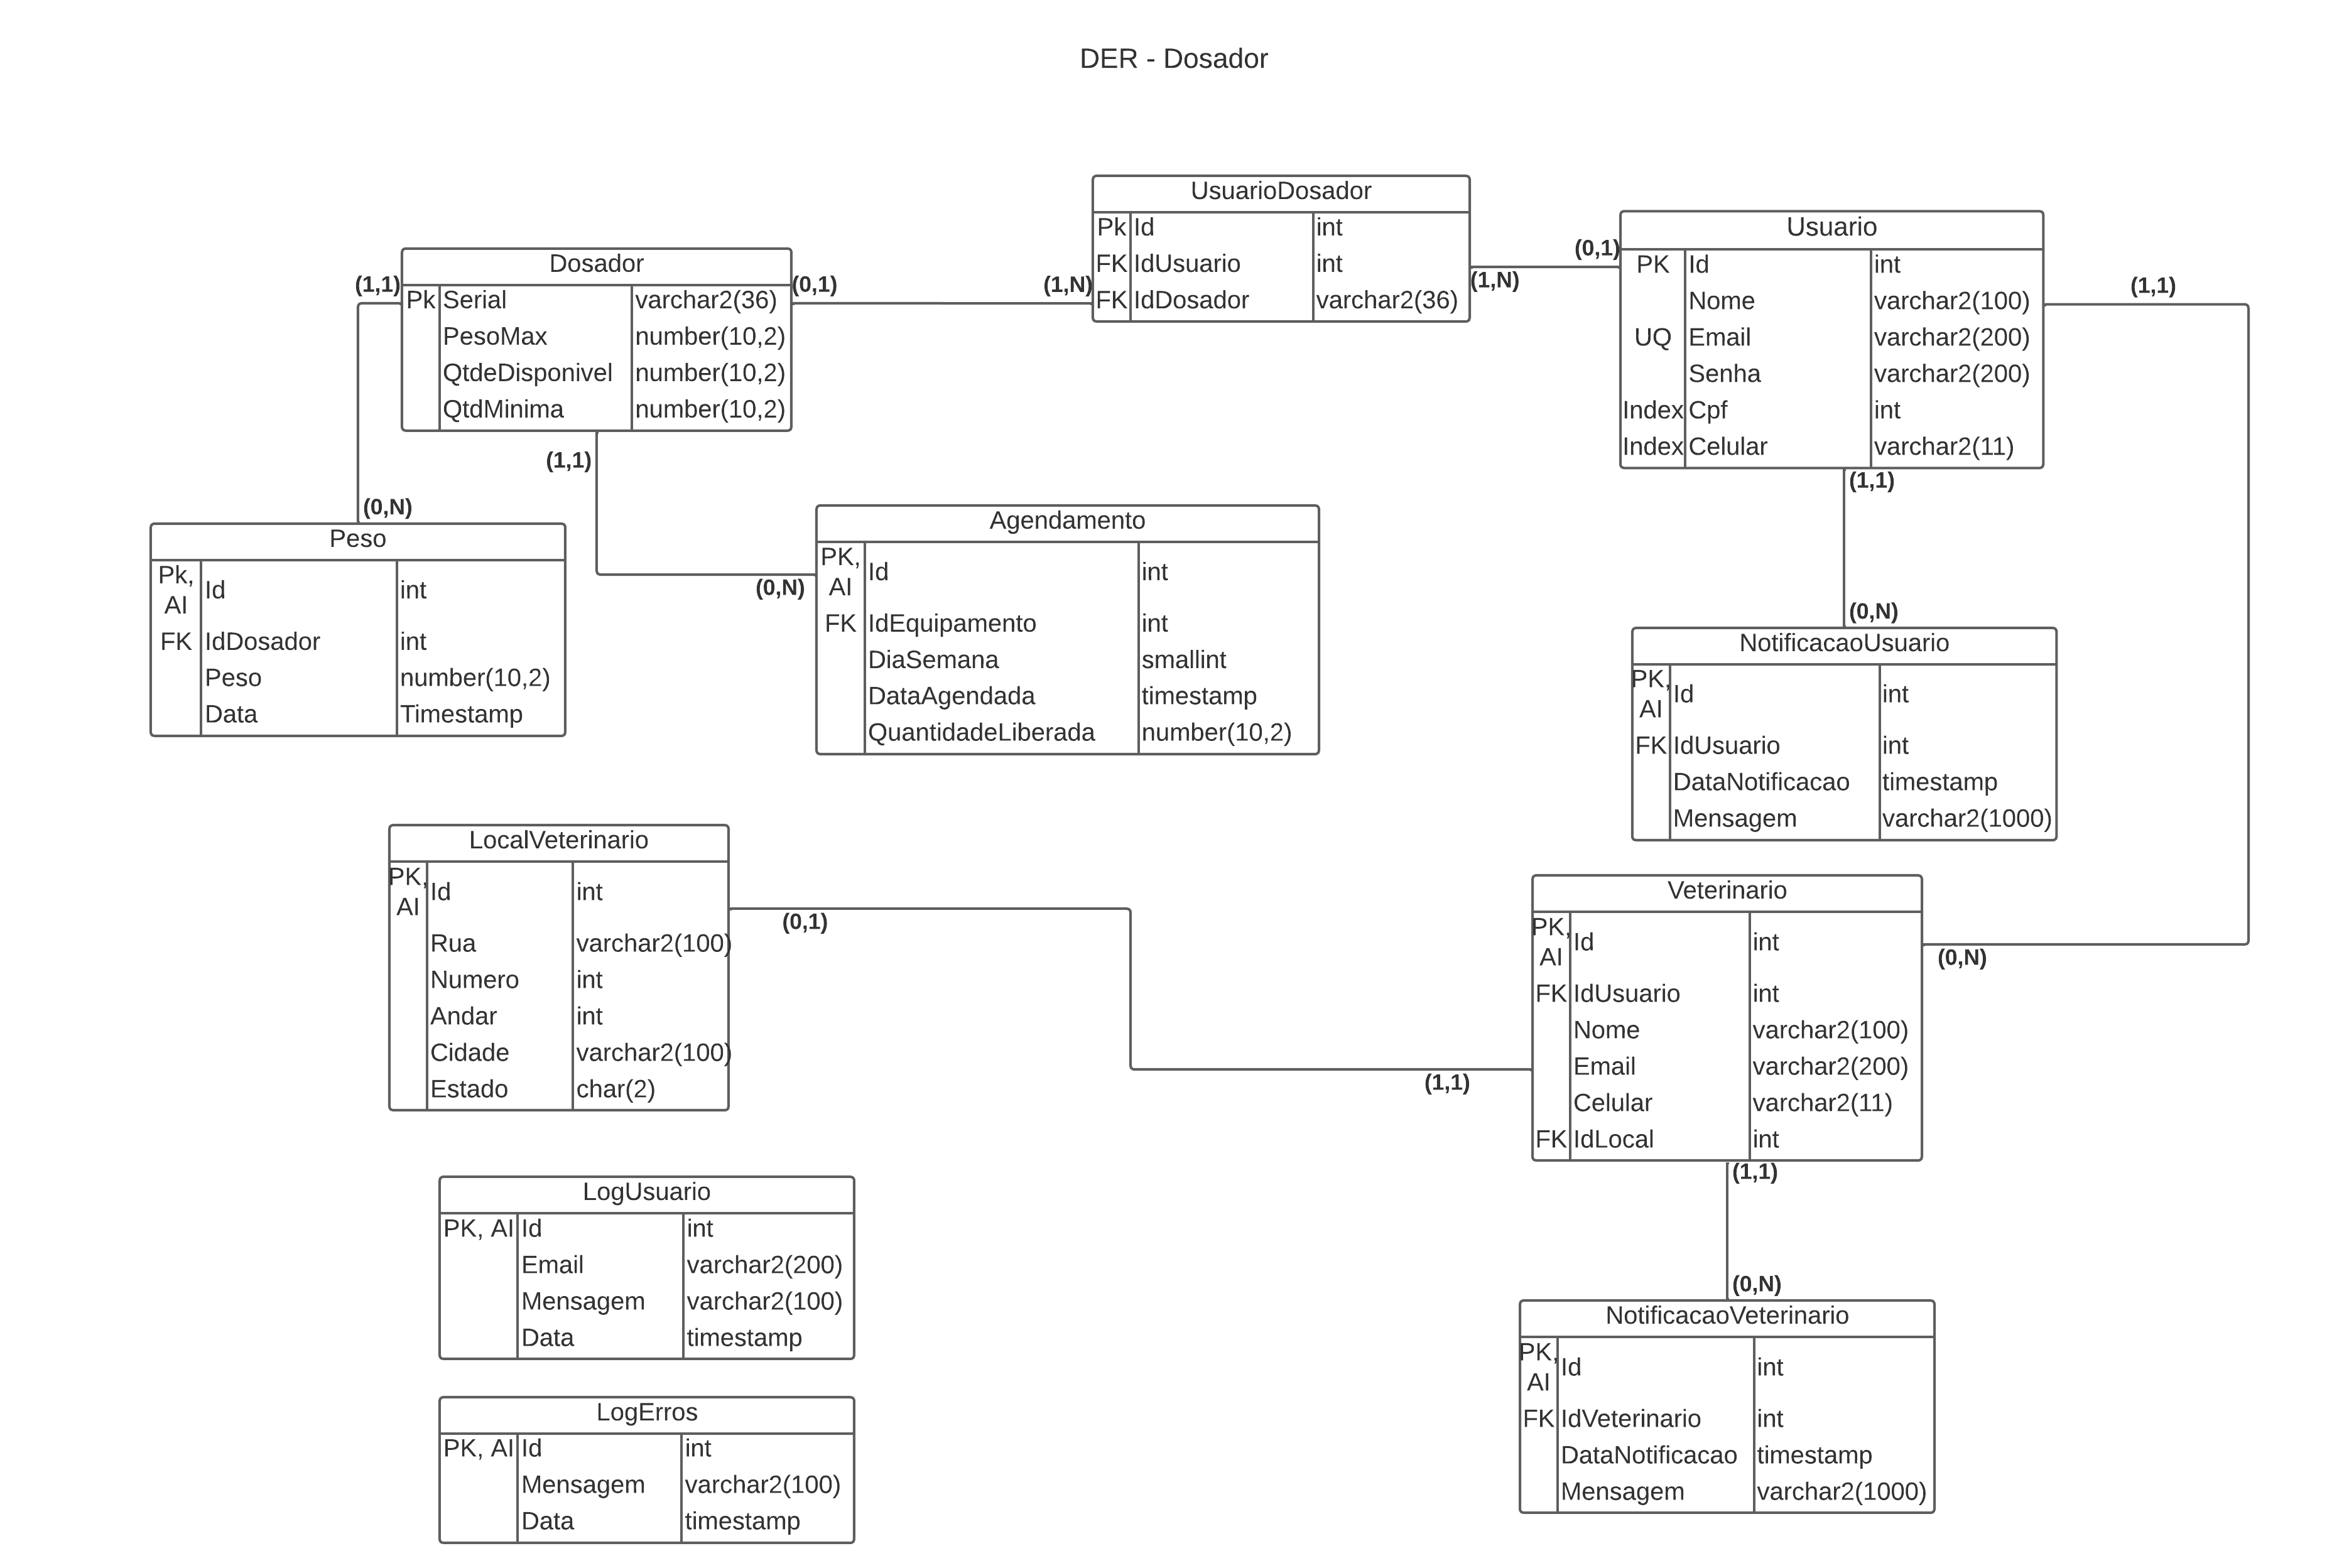 DER - Dosador
UsuarioDosador
Pk Id int
FK IdUsuario int
FK IdDosador varchar2(36)
Usuario
PK Id int
Nome varchar2(100)
UQ Email varchar2(200)
Senha varchar2(200)
Index Cpf int
Index Celular varchar2(11)
Dosador
Pk Serial varchar2(36)
PesoMax number(10,2)
QtdeDisponivel number(10,2)
QtdMinima number(10,2)
(1,1)
(0,1)
(1,N)
(1,N)
(0,1)
(1,1)
(1,1)
(1,1)
(0,N)
(0,N)
(0,N)
Peso
Pk, AI Id int
FK IdDosador int
Peso number(10,2)
Data Timestamp
Agendamento
PK, AI Id int
FK IdEquipamento int
DiaSemana smallint
DataAgendada timestamp
QuantidadeLiberada number(10,2)
NotificacaoUsuario
PK, AI Id int
FK IdUsuario int
DataNotificacao timestamp
Mensagem varchar2(1000)
LocalVeterinario
PK, AI Id int
Rua varchar2(100)
Numero int
Andar int
Cidade varchar2(100)
Estado char(2)
(0,1)
(1,1)
(0,N)
Veterinario
PK, AI Id int
FK IdUsuario int
Nome varchar2(100)
Email varchar2(200)
Celular varchar2(11)
FK IdLocal int
(1,1)
(0,N)
LogUsuario
PK, AI Id int
Email varchar2(200)
Mensagem varchar2(100)
Data timestamp
LogErros
PK, AI Id int
Mensagem varchar2(100)
Data timestamp
NotificacaoVeterinario
PK, AI Id int
FK IdVeterinario int
DataNotificacao timestamp
Mensagem varchar2(1000)